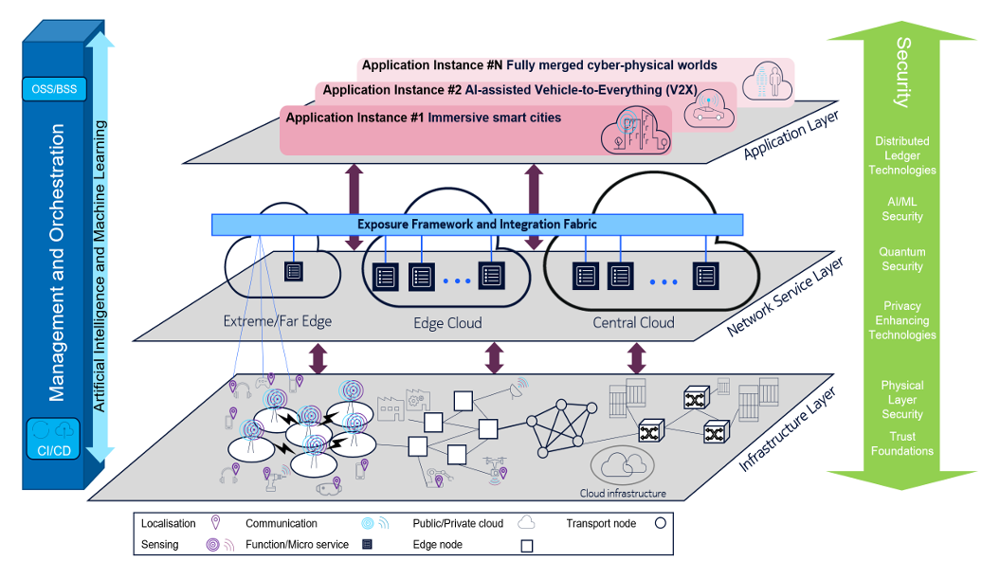 OSS/BSS
Management and Orchestration
CI/CD
Artificial Intelligence and Machine Learning
Application Instance #N Fully merged cyber-physical worlds
Application Instance #2 AI-assisted Vehicle-to-Everything (V2X)
Application Instance #1 Immersive smart cities
Application Layer
Exposure Framework and Integration Fabric
Extreme/Far Edge
Edge Cloud
Central Cloud
Network Service Layer
Cloud infrastructure
Infrastructure Layer
Security
Distributed
Ledger
Technologies
AI/ML
Security
Quantum
Security
Privacy
Enhancing
Technologies
Physical
Layer
Security
Trust
Foundations
Localisation Communication Public/Private cloud Transport node
Sensing Function/Micro service Edge node